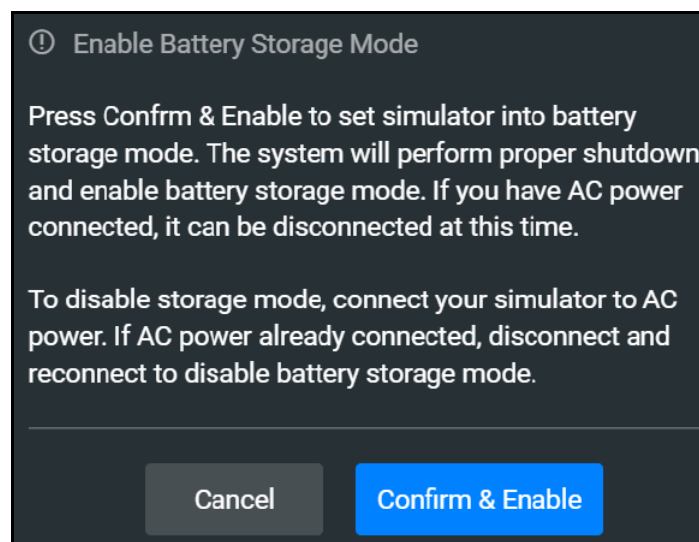 Enable Battery Storage Mode
Press Confrm & Enable to set simulator into battery
storage mode. The system will perform proper shutdown
and enable battery storage mode. If you have AC power
connected, it can be disconnected at this time.
To disable storage mode, connect your simulator to AC
power. If AC power already connected, disconnect and
reconnect to disable battery storage mode.
Cancel
Confirm & Enable